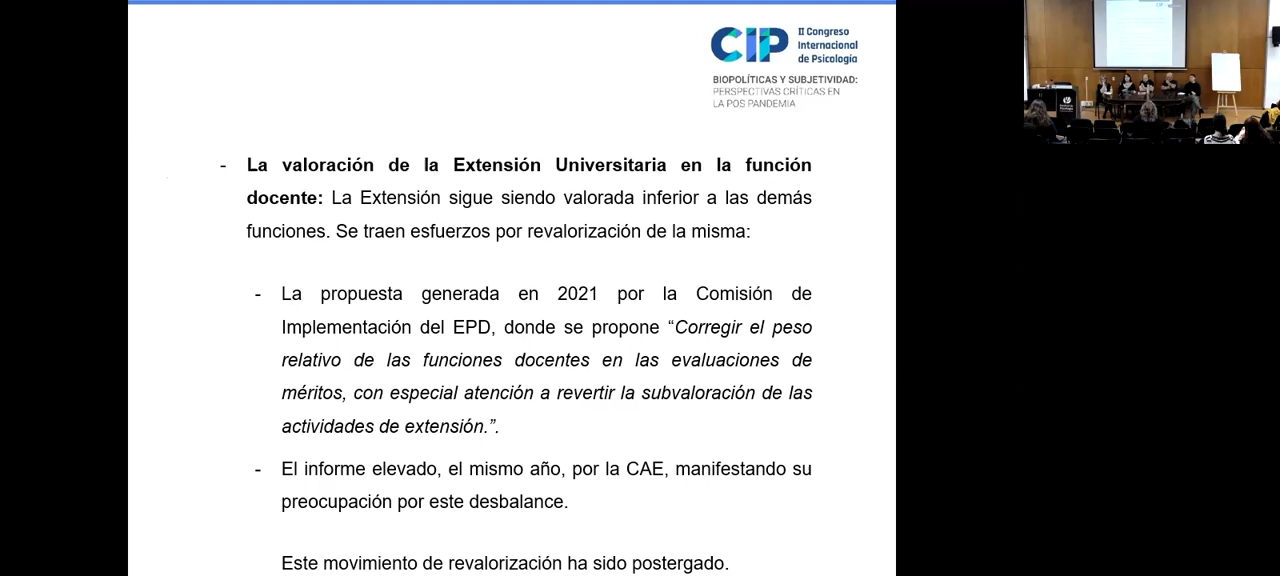 CIP
II Congreso
Internacional
de Psicología
BIOPOLÍTICAS Y SUBJETIVIDAD:
PERSPECTIVAS CRÍTICAS EN
LA POS PANDEMIA
- La valoración de la Extensión Universitaria en la función
docente: La Extensión sigue siendo valorada inferior a las demás
funciones. Se traen esfuerzos por revalorización de la misma:
- La propuesta generada en 2021 por la Comisión de
Implementación del EPD, donde se propone “Corregir el peso
relativo de las funciones docentes en las evaluaciones de
méritos, con especial atención a revertir la subvaloración de las
actividades de extensión.”.
- El informe elevado, el mismo año, por la CAE, manifestando su
preocupación por este desbalance.
Este movimiento de revalorización ha sido postergado.